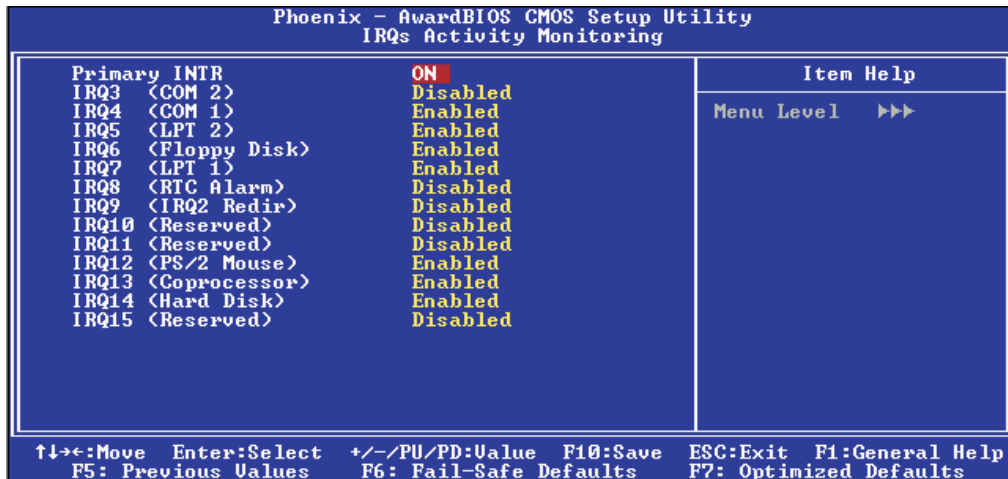 Phoenix - AwardBIOS CMOS Setup Utility
IRQs Activity Monitoring
Primary INTR ON
IRQ3 (COM 2) Disabled
IRQ4 (COM 1) Enabled
IRQ5 (LPT 2) Enabled
IRQ6 (Floppy Disk) Enabled
IRQ7 (LPT 1) Enabled
IRQ8 (RTC Alarm) Disabled
IRQ9 (IRQ2 Redir) Disabled
IRQ10 (Reserved) Disabled
IRQ11 (Reserved) Disabled
IRQ12 (PS/2 Mouse) Enabled
IRQ13 (Coprocessor) Enabled
IRQ14 (Hard Disk) Enabled
IRQ15 (Reserved) Disabled
Item Help
Menu Level ►►►
↑↓→←:Move Enter:Select +/-/PU/PD:Value F10:Save ESC:Exit F1:General Help
F5: Previous Values F6: Fail-Safe Defaults F7: Optimized Defaults